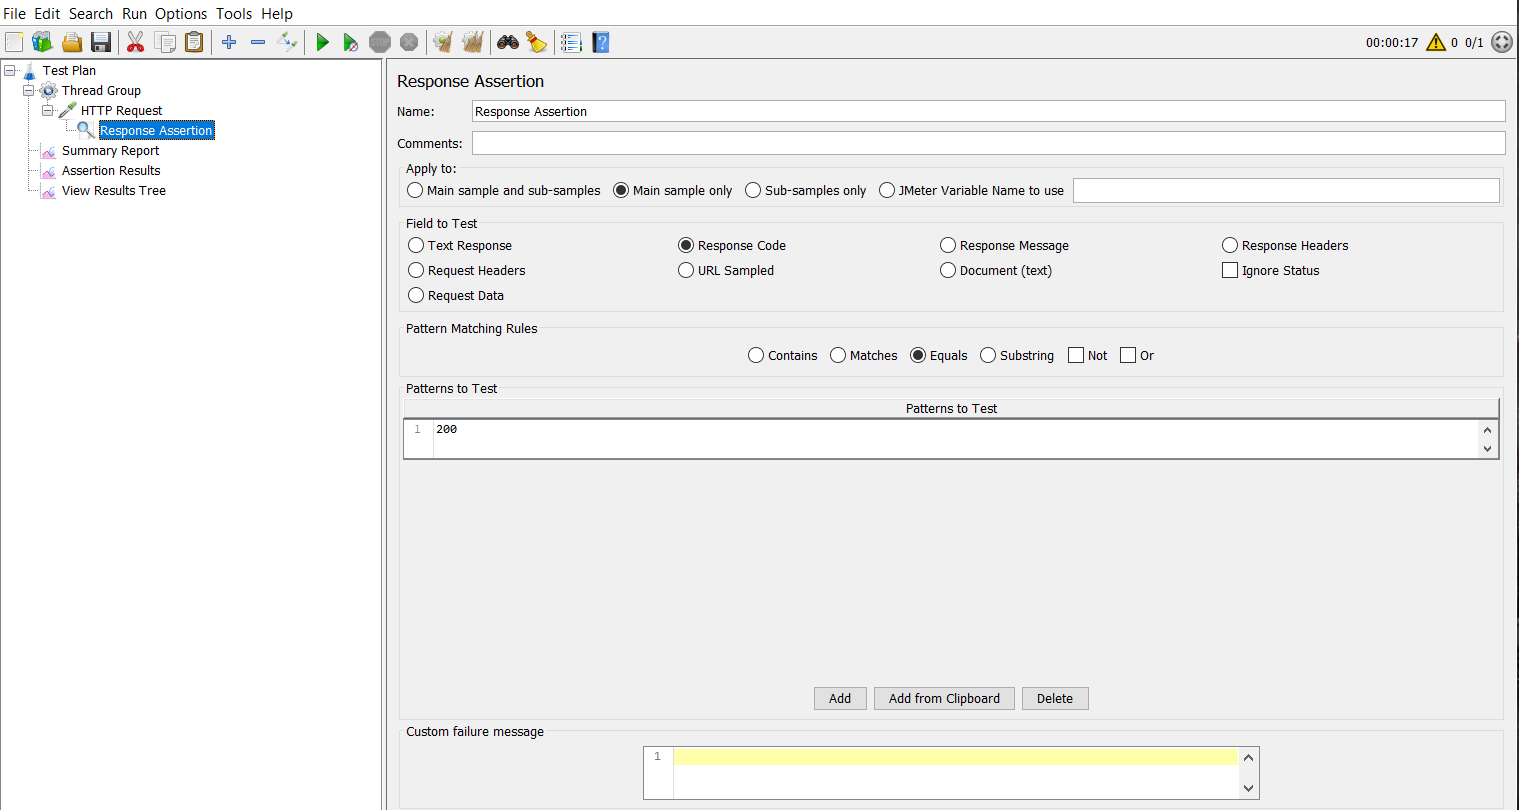 File Edit Search Run Options Tools Help
STOP 00:00:17 0 0/1
Test Plan
Thread Group
HTTP Request
Response Assertion
Summary Report
Assertion Results
View Results Tree
Response Assertion
Name: Response Assertion
Comments:
Apply to:
Main sample and sub-samples Main sample only Sub-samples only JMeter Variable Name to use
Field to Test
Text Response Response Code Response Message Response Headers
Request Headers URL Sampled Document (text) Ignore Status
Request Data
Pattern Matching Rules
Contains Matches Equals Substring Not Or
Patterns to Test
Patterns to Test
1 200
Add Add from Clipboard Delete
Custom failure message
1